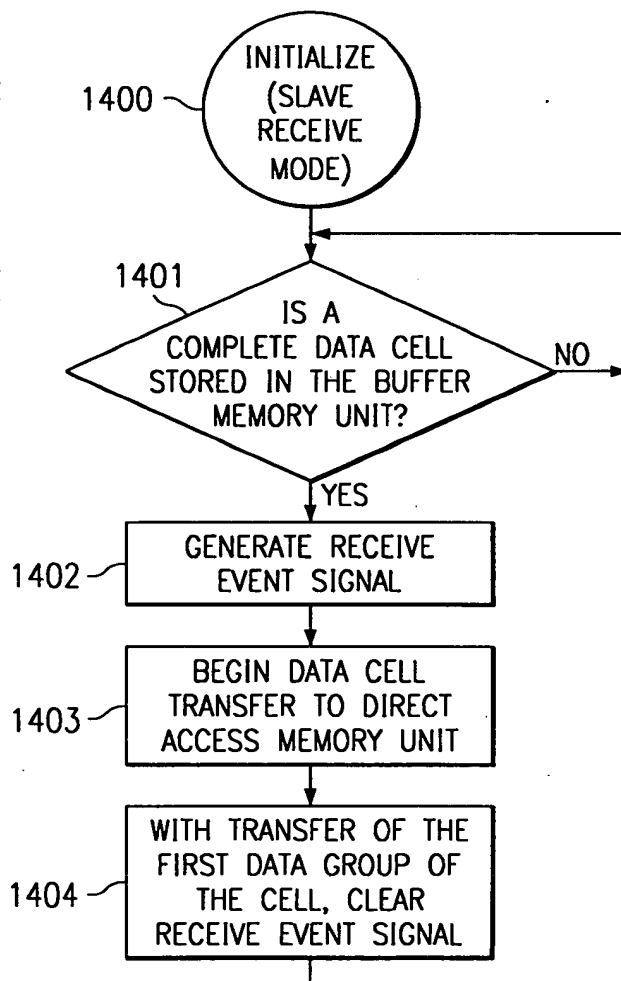 1400
INITIALIZE
(SLAVE
RECEIVE
MODE)
1401
IS A
COMPLETE DATA CELL
STORED IN THE BUFFER
MEMORY UNIT?
NO
YES
1402
GENERATE RECEIVE
EVENT SIGNAL
1403
BEGIN DATA CELL
TRANSFER TO DIRECT
ACCESS MEMORY UNIT
1404
WITH TRANSFER OF THE
FIRST DATA GROUP OF
THE CELL, CLEAR
RECEIVE EVENT SIGNAL